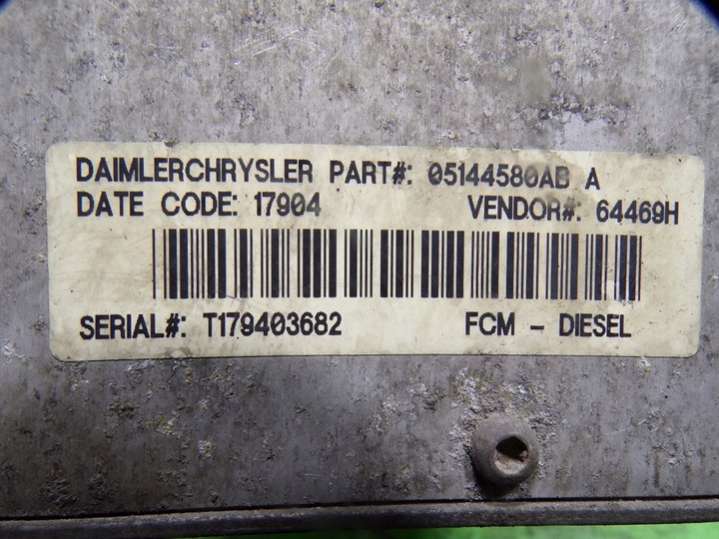 DAIMLERCHRYSLER PART#: 05144580AB A
DATE CODE: 17904 VENDOR#: 64469H
SERIAL#: T179403682 FCM - DIESEL